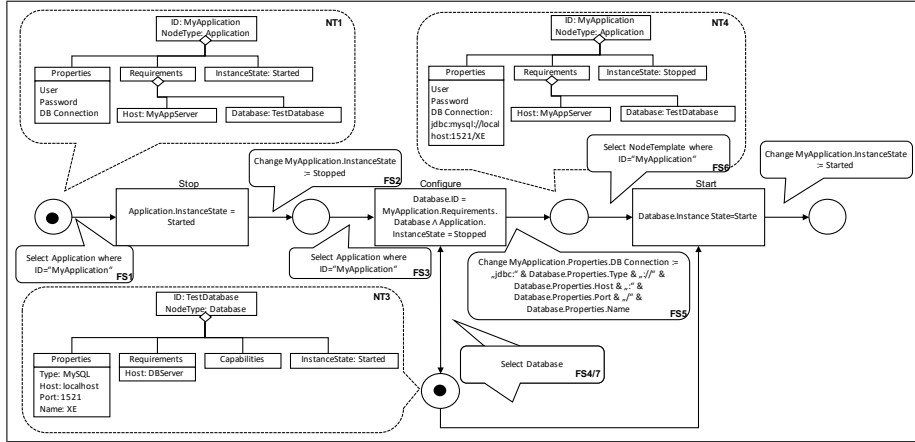 NT1
ID: MyApplication
NodeType: Application
Properties
Requirements
InstanceState: Started
User
Password
DB Connection
Host: MyAppServer
Database: TestDatabase
NT4
ID: MyApplication
NodeType: Application
Properties
Requirements
InstanceState: Stopped
User
Password
DB Connection:
jdbc:mysql://local
host:1521/XE
Host: MyAppServer
Database: TestDatabase
Change MyApplication.InstanceState
:= Stopped
FS2
Select NodeTemplate where
ID="MyApplication"
FS6
Change MyApplication.InstanceState
:= Started
Stop
Application.InstanceState =
Started
Configure
Database.ID =
MyApplication.Requirements.
Database ∧ Application.
InstanceState = Stopped
Start
Database.Instance State=Starte
Select Application where
ID="MyApplication"
FS1
Select Application where
ID="MyApplication"
FS3
Change MyApplication.Properties.DB Connection :=
„jdbc:" & Database.Properties.Type & „://" &
Database.Properties.Host & „:" &
Database.Properties.Port & „/" &
Database.Properties.Name
FS5
NT3
ID: TestDatabase
NodeType: Database
Properties
Requirements
Capabilities
InstanceState: Started
Type: MySQL
Host: localhost
Port: 1521
Name: XE
Host: DBServer
Select Database
FS4/7